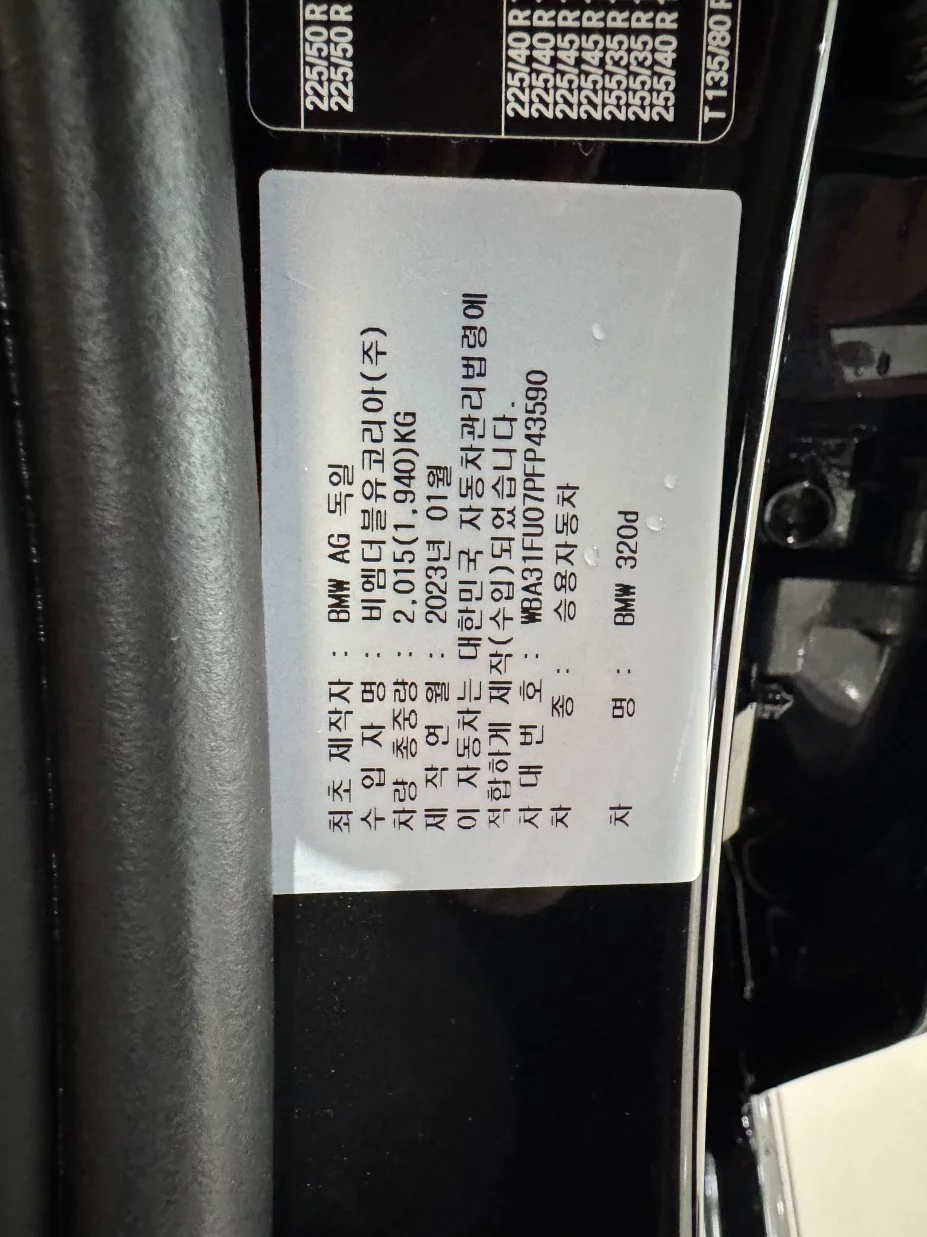 최초 제작자 : BMW AG 독일
수 입 자 명 : 비엠더블유코리아(주)
차량 총중량 : 2,015(1,940)KG
제 작 연 월 : 2023년 01월
이 자동차는 대한민국 자동차관리법령에
적합하게 제작(수입)되었습니다.
차 대 번 호 : WBA31FU07PFP43590
차 종 : 승용자동차
차 명 : BMW 320d
225/50 R
225/50 R
225/40 R
225/40 R
225/45 R
225/45 R
255/35 R
255/35 R
255/40 R
T 135/80 R